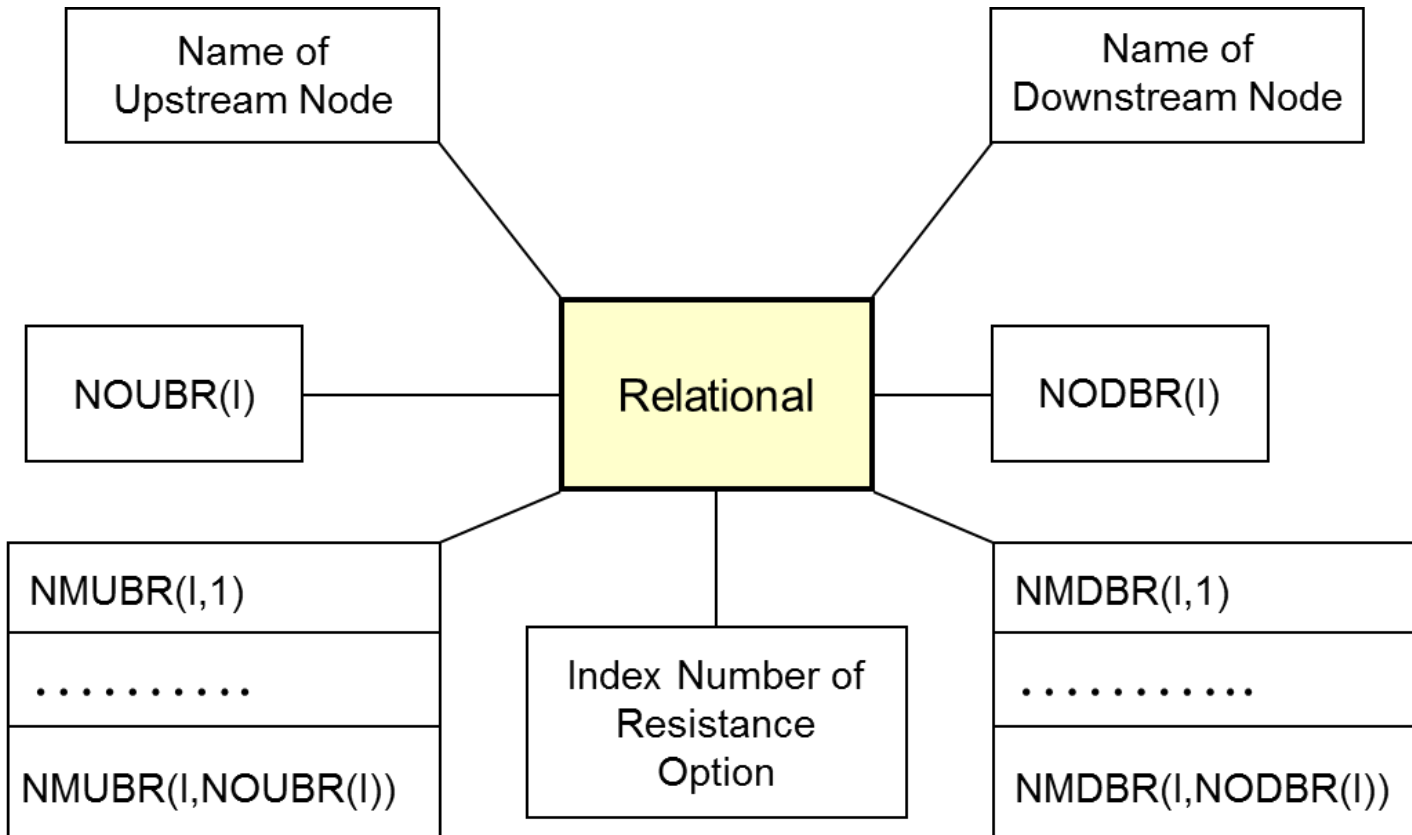 Name of
Upstream Node
Name of
Downstream Node
NOUBR(I)
Relational
NODBR(I)
NMUBR(I,1)
..........
NMUBR(I,NOUBR(I))
Index Number of
Resistance
Option
NMDBR(I,1)
...........
NMDBR(I,NODBR(I))